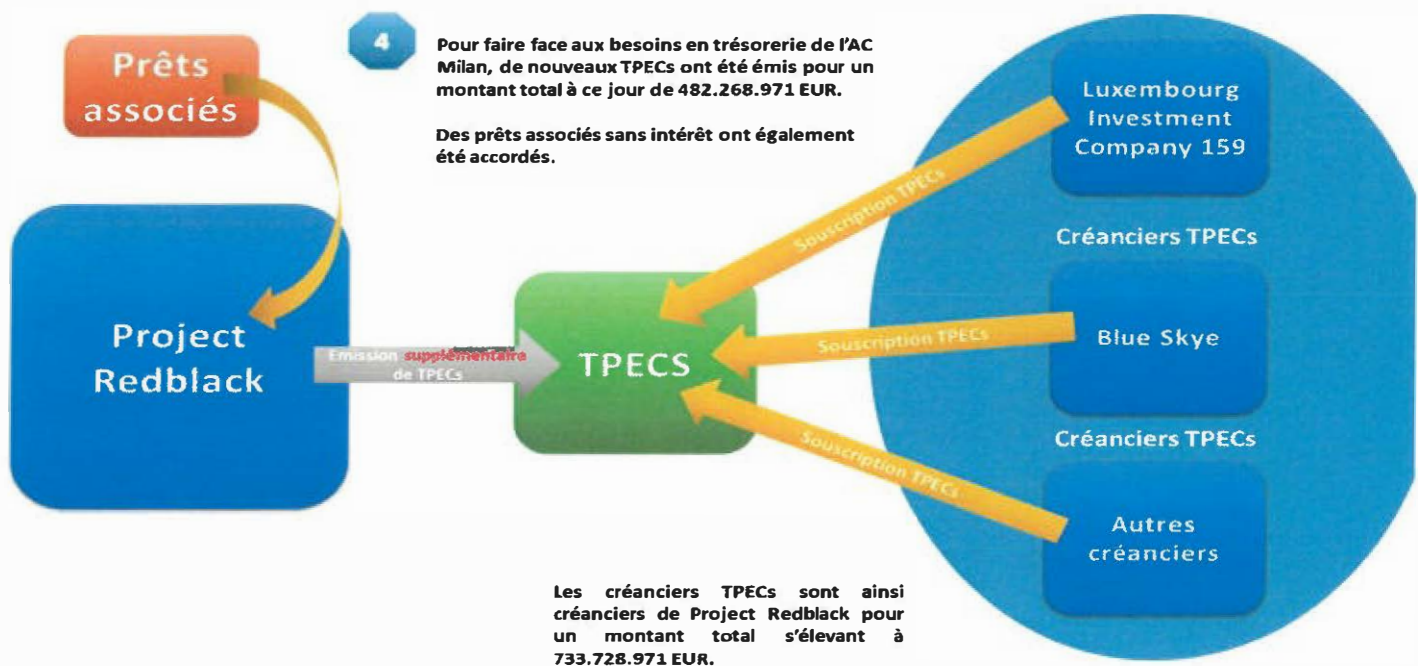 Prêts
associés
4
Pour faire face aux besoins en trésorerie de l'AC
Milan, de nouveaux TPECs ont été émis pour un
montant total à ce jour de 482.268.971 EUR.
Des prêts associés sans intérêt ont également
été accordés.
Luxembourg
Investment
Company 159
Souscription TPECs
Créanciers TPECs
Project
Redblack
Emission supplémentaire
de TPECs
TPECS
Souscription TPECs
Blue Skye
Créanciers TPECs
Souscription TPECs
Autres
créanciers
Les créanciers TPECs sont ainsi
créanciers de Project Redblack pour
un montant total s'élevant à
733.728.971 EUR.